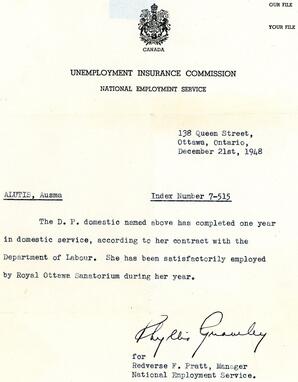 OUR FILE
YOUR FILE
CANADA
UNEMPLOYMENT INSURANCE COMMISSION
NATIONAL EMPLOYMENT SERVICE
138 Queen Street,
Ottawa, Ontario,
December 21st, 1948
ALUTIS, Ausma Index Number 7-515
The D. P. domestic named above has completed one year
in domestic service, according to her contract with the
Department of Labour. She has been satisfactorily employed
by Royal Ottawa Sanatorium during her year.
Phyllis
for
Redverse F. Pratt, Manager
National Employment Service.